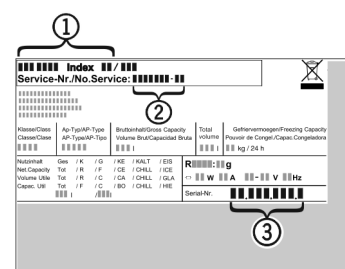 1
Index /
Service-Nr./No.Service: -
2
Klasse/Class Ap-Typ/AP-Type Bruttoinhalt/Gross Capacity Total Gefriervermoegen/Freezing Capacity
Classe/Clase AP-Type/AP-Tipo Volume Brut/Capacidad Bruta volume Pouvoir de Congel./Capac.Congeladora
l l kg / 24 h
Nutzinhalt Ges / K / G / KE / KALT / EIS
Net.Capacity Tot / R / F / CE / CHILL / ICE
Volume Utile Tot / R / C / CA / CHILL / GLA
Capac. Util Tot / F / C / BO / CHILL / HIE
l / l
R : g
~ W A - V Hz
Serial-Nr. . . .
3